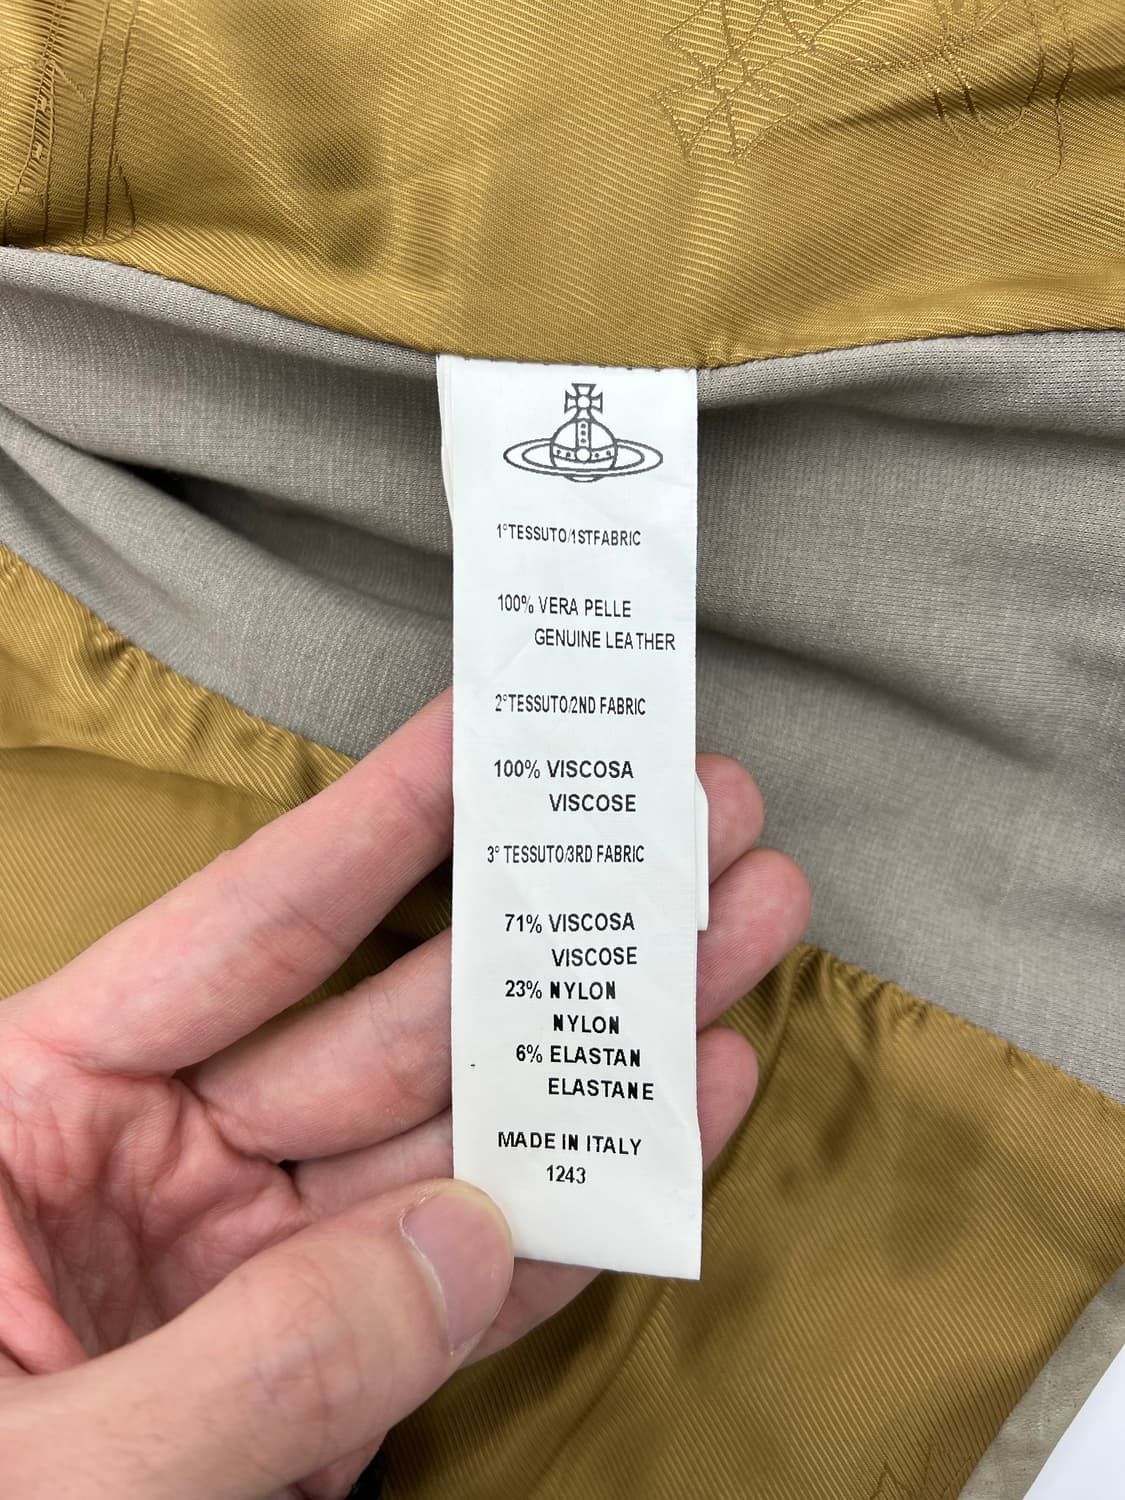 1°TESSUTO/1STFABRIC
100% VERA PELLE
GENUINE LEATHER
2°TESSUTO/2ND FABRIC
100% VISCOSA
VISCOSE
3° TESSUTO/3RD FABRIC
71% VISCOSA
VISCOSE
23% NYLON
NYLON
6% ELASTAN
ELASTANE
MADE IN ITALY
1243